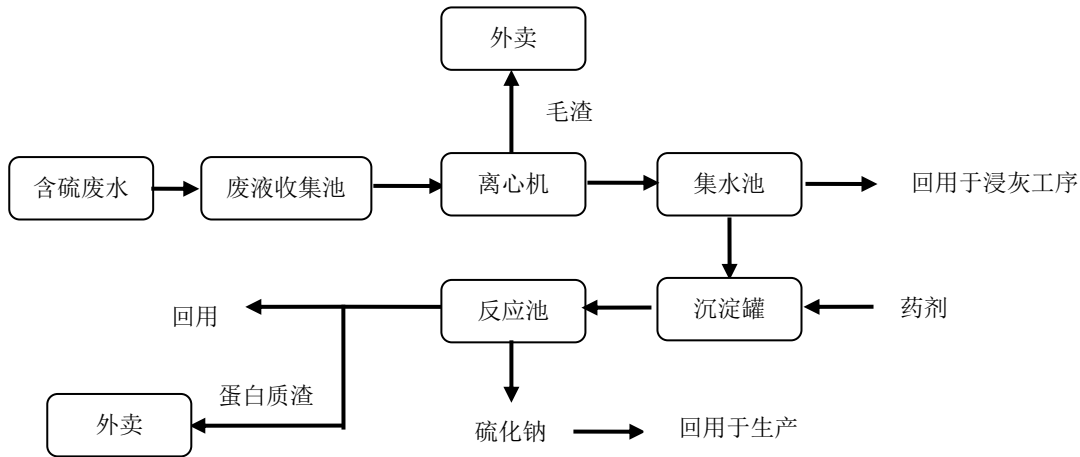 外卖
毛渣
含硫废水
废液收集池
离心机
集水池
回用于浸灰工序
回用
反应池
沉淀罐
药剂
蛋白质渣
外卖
硫化钠
回用于生产